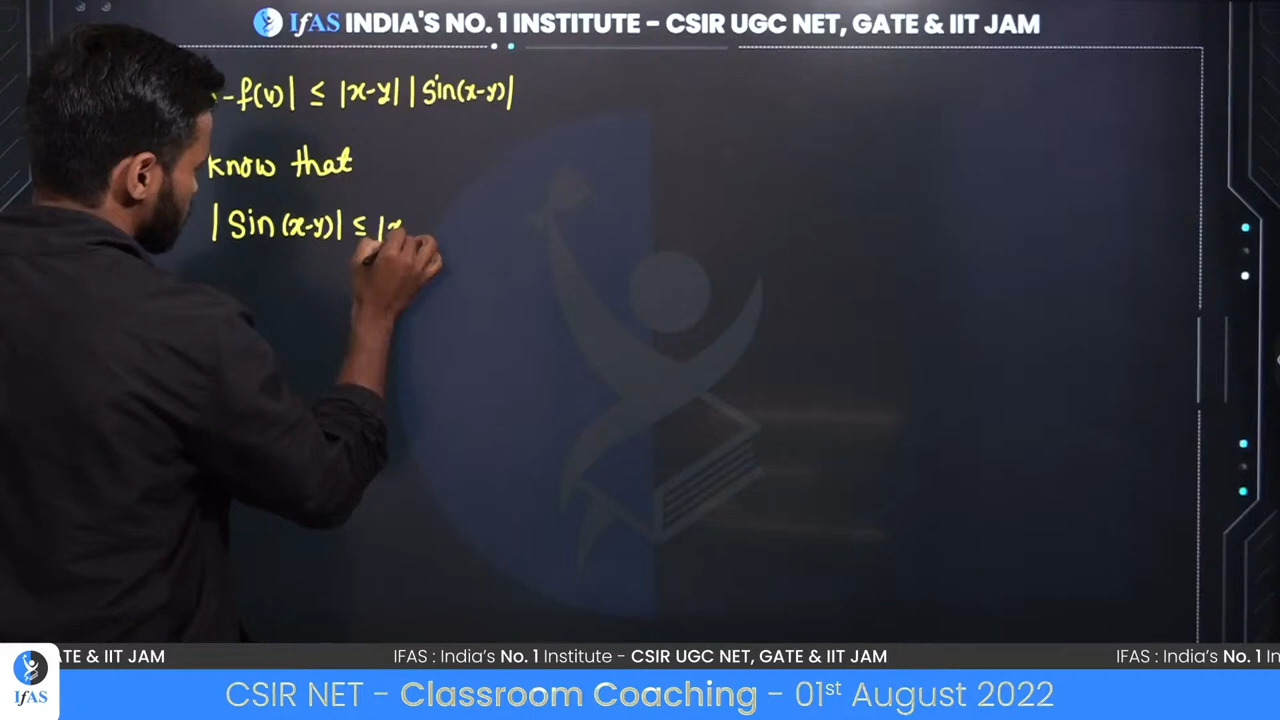 IfAS INDIA'S NO. 1 INSTITUTE - CSIR UGC NET, GATE & IIT JAM
-f(y)| ≤ |x-y| |Sin(x-y)|
know that
|Sin(x-y)| ≤ |x
ATE & IIT JAM IFAS : India's No. 1 Institute - CSIR UGC NET, GATE & IIT JAM IFAS : India's No. 1 In
IfAS
CSIR NET - Classroom Coaching - 01st August 2022